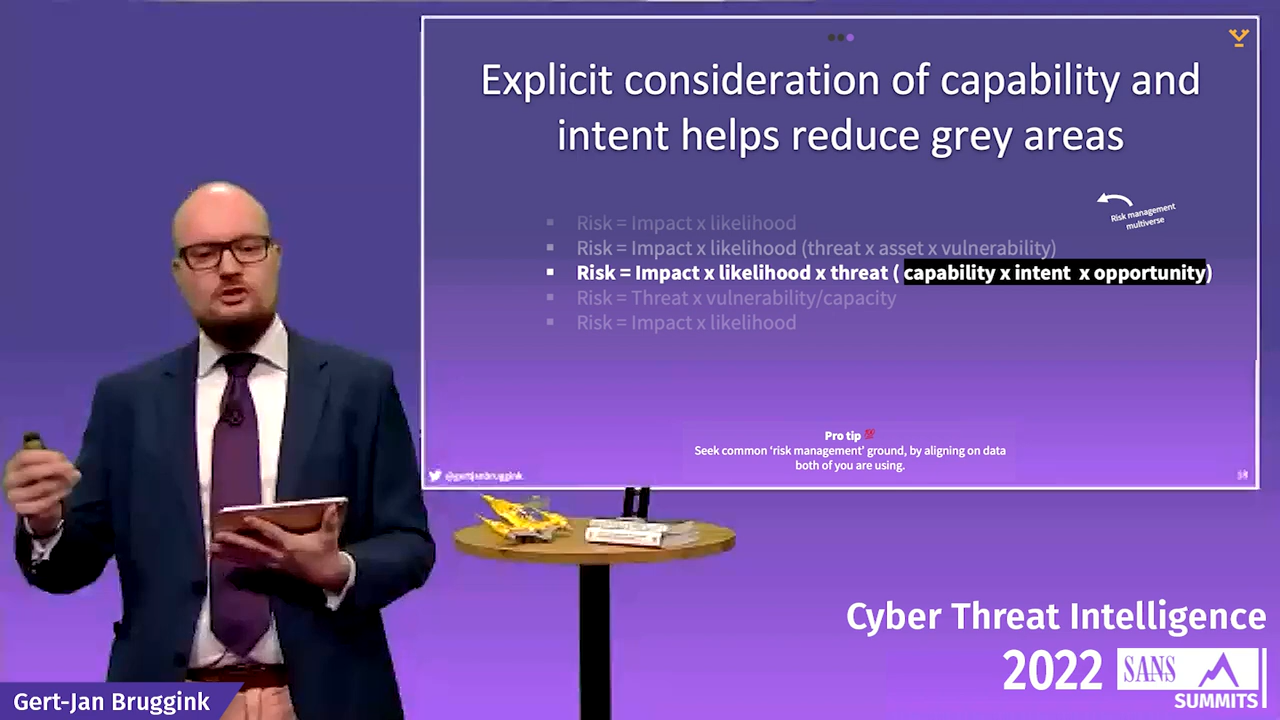 Explicit consideration of capability and
intent helps reduce grey areas
Risk management
multiverse
▪ Risk = Impact x likelihood
▪ Risk = Impact x likelihood (threat x asset x vulnerability)
▪ Risk = Impact x likelihood x threat ( capability x intent x opportunity)
▪ Risk = Threat x vulnerability/capacity
▪ Risk = Impact x likelihood
Pro tip 💯
Seek common ‘risk management’ ground, by aligning on data
both of you are using.
@gertjanbruggink
Cyber Threat Intelligence
2022 SANS
SUMMITS
Gert-Jan Bruggink